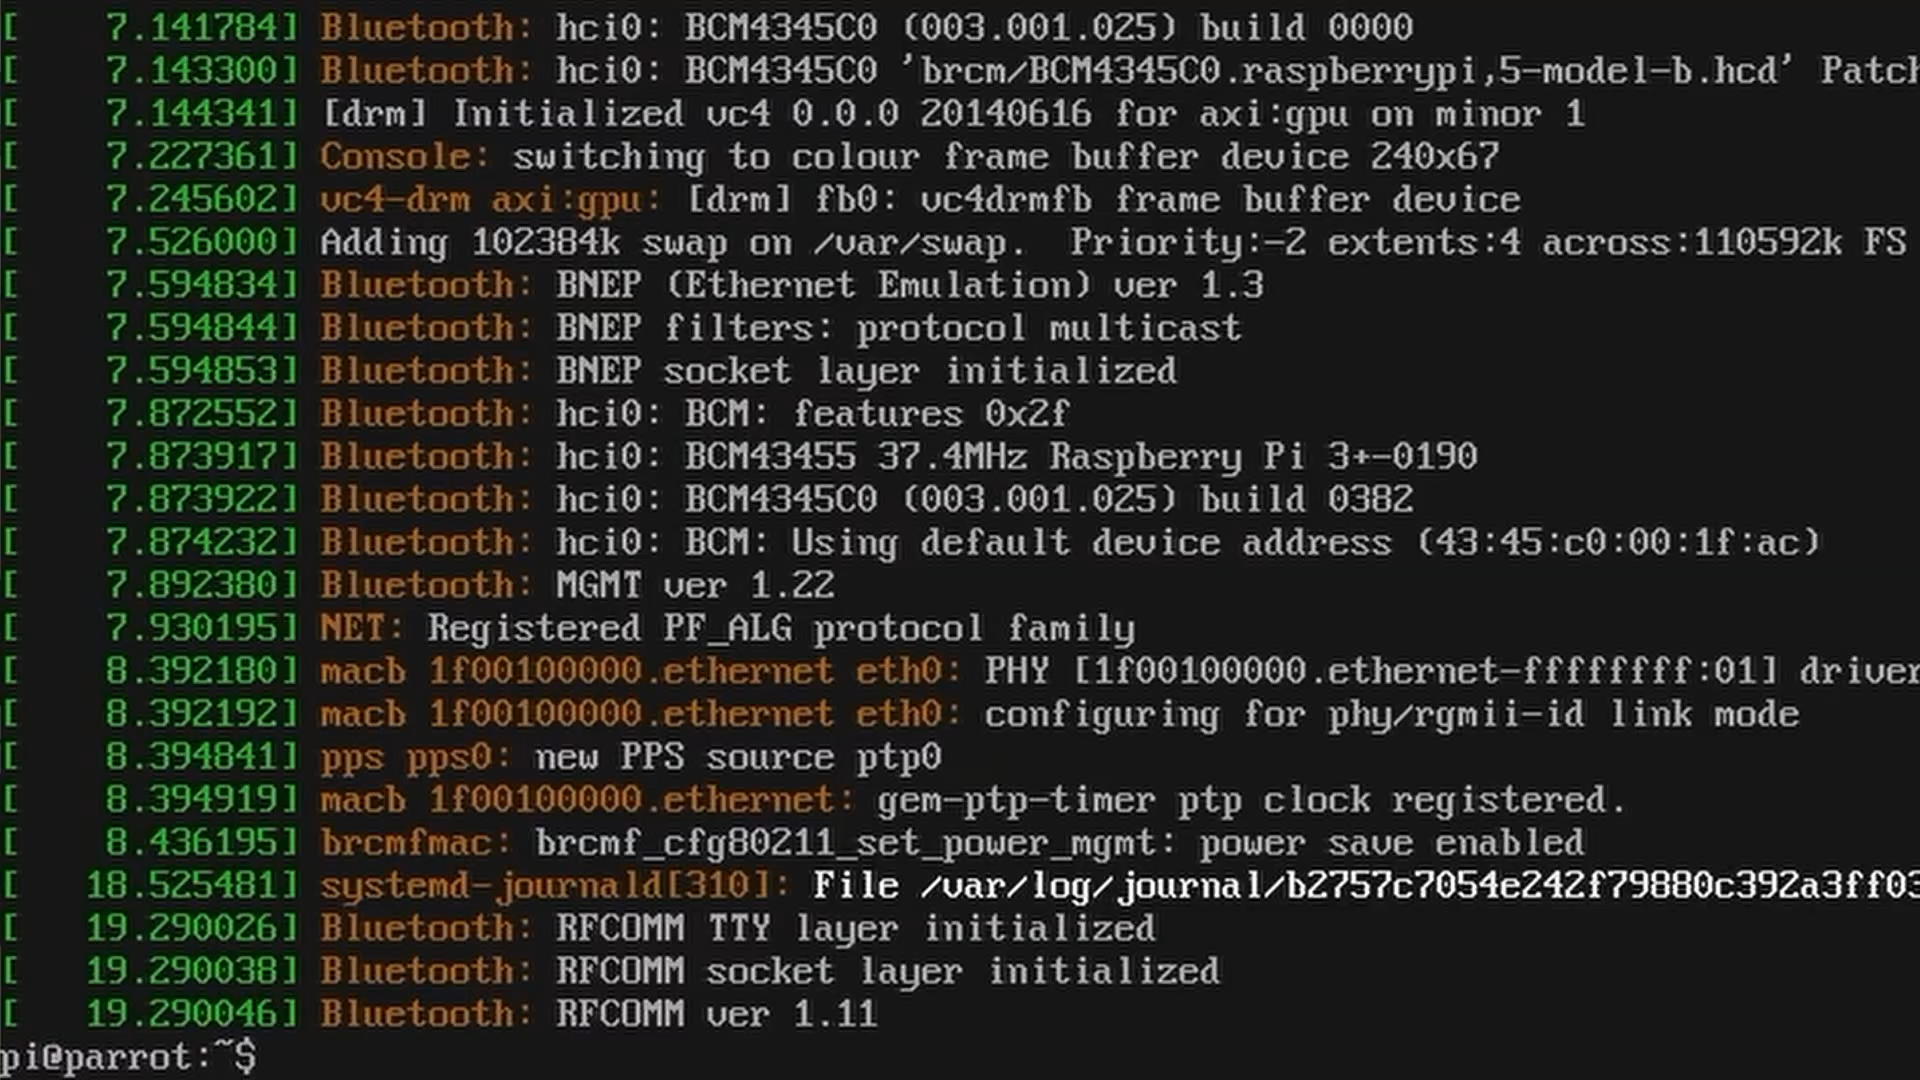 [    7.141784] Bluetooth: hci0: BCM4345C0 (003.001.025) build 0000
[    7.143300] Bluetooth: hci0: BCM4345C0 'brcm/BCM4345C0.raspberrypi,5-model-b.hcd' Patch
[    7.144341] [drm] Initialized vc4 0.0.0 20140616 for axi:gpu on minor 1
[    7.227361] Console: switching to colour frame buffer device 240x67
[    7.245602] vc4-drm axi:gpu: [drm] fb0: vc4drmfb frame buffer device
[    7.526000] Adding 102384k swap on /var/swap.  Priority:-2 extents:4 across:110592k FS
[    7.594834] Bluetooth: BNEP (Ethernet Emulation) ver 1.3
[    7.594844] Bluetooth: BNEP filters: protocol multicast
[    7.594853] Bluetooth: BNEP socket layer initialized
[    7.872552] Bluetooth: hci0: BCM: features 0x2f
[    7.873917] Bluetooth: hci0: BCM43455 37.4MHz Raspberry Pi 3+-0190
[    7.873922] Bluetooth: hci0: BCM4345C0 (003.001.025) build 0382
[    7.874232] Bluetooth: hci0: BCM: Using default device address (43:45:c0:00:1f:ac)
[    7.892380] Bluetooth: MGMT ver 1.22
[    7.930195] NET: Registered PF_ALG protocol family
[    8.392180] macb 1f00100000.ethernet eth0: PHY [1f00100000.ethernet-ffffffff:01] driver
[    8.392192] macb 1f00100000.ethernet eth0: configuring for phy/rgmii-id link mode
[    8.394841] pps pps0: new PPS source ptp0
[    8.394919] macb 1f00100000.ethernet: gem-ptp-timer ptp clock registered.
[    8.436195] brcmfmac: brcmf_cfg80211_set_power_mgmt: power save enabled
[   18.525481] systemd-journald[310]: File /var/log/journal/b2757c7054e242f79880c392a3ff03
[   19.290026] Bluetooth: RFCOMM TTY layer initialized
[   19.290038] Bluetooth: RFCOMM socket layer initialized
[   19.290046] Bluetooth: RFCOMM ver 1.11
pi@parrot:~$